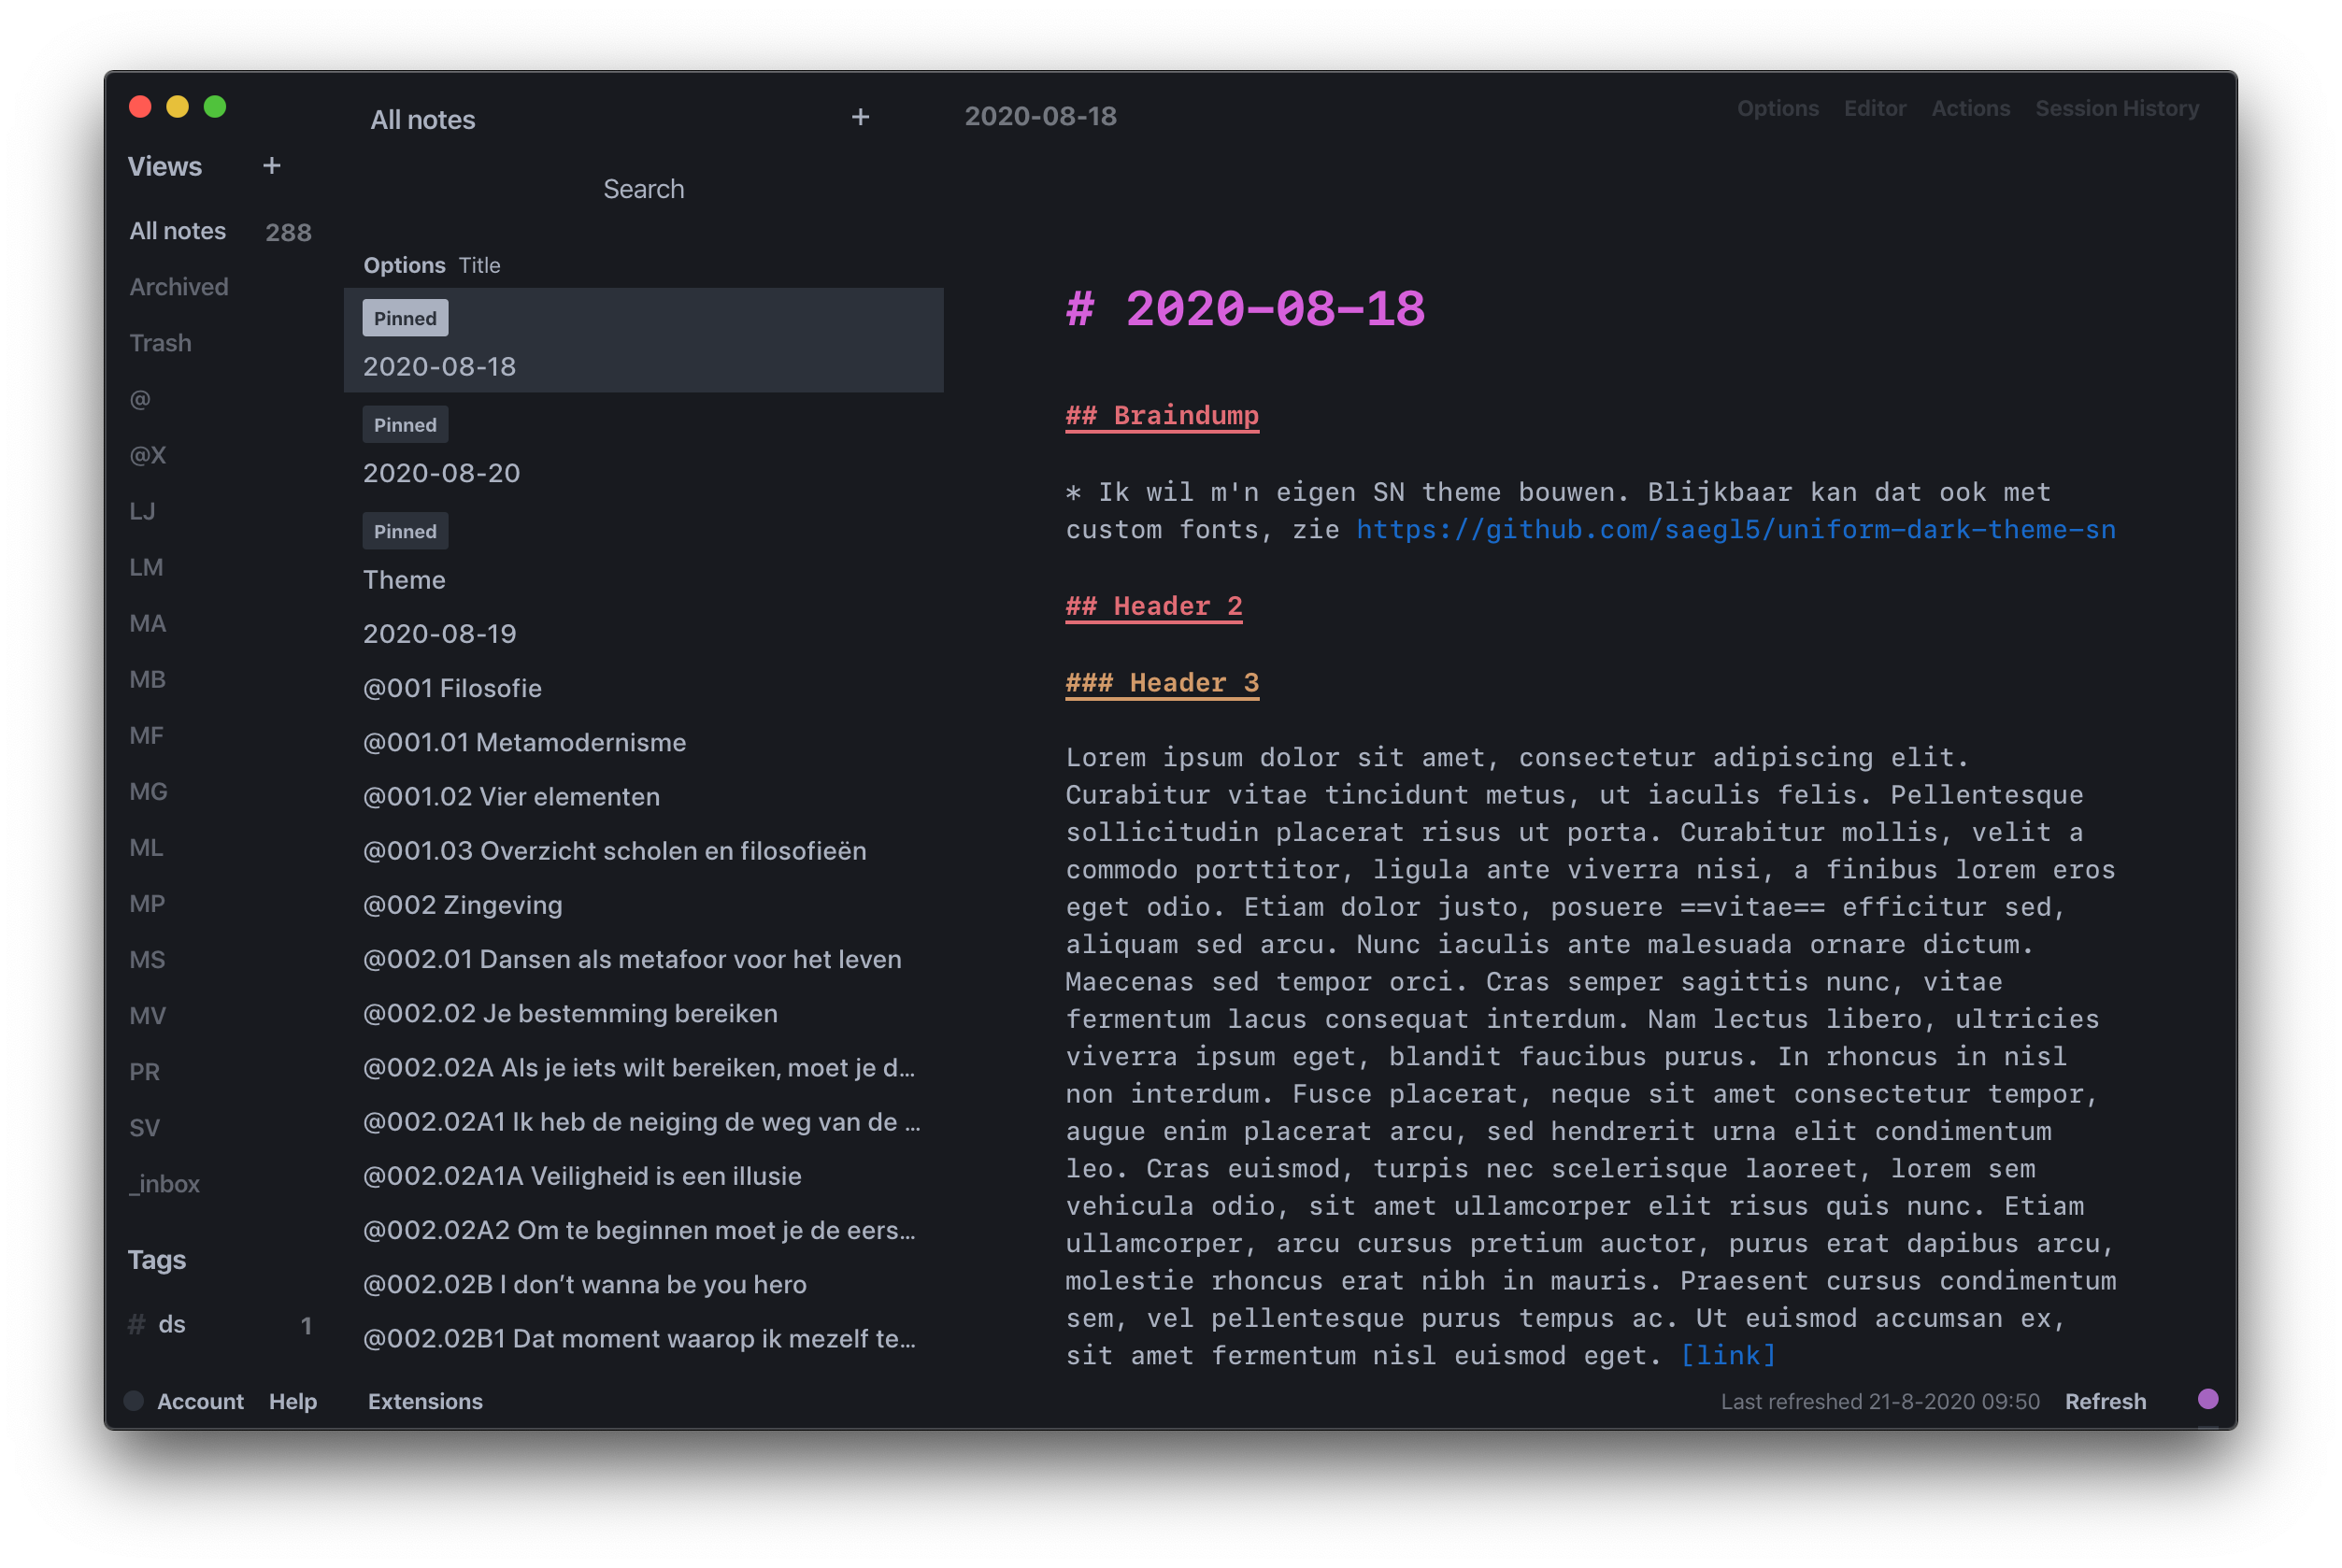 Views +
All notes 288
Archived
Trash
@
@X
LJ
LM
MA
MB
MF
MG
ML
MP
MS
MV
PR
SV
_inbox
Tags
# ds 1
All notes +
Search
Options Title
Pinned
2020-08-18
Pinned
2020-08-20
Pinned
Theme
2020-08-19
@001 Filosofie
@001.01 Metamodernisme
@001.02 Vier elementen
@001.03 Overzicht scholen en filosofieën
@002 Zingeving
@002.01 Dansen als metafoor voor het leven
@002.02 Je bestemming bereiken
@002.02A Als je iets wilt bereiken, moet je d...
@002.02A1 Ik heb de neiging de weg van de ...
@002.02A1A Veiligheid is een illusie
@002.02A2 Om te beginnen moet je de eers...
@002.02B I don’t wanna be you hero
@002.02B1 Dat moment waarop ik mezelf te...
2020-08-18
Options Editor Actions Session History
# 2020-08-18
## Braindump
* Ik wil m'n eigen SN theme bouwen. Blijkbaar kan dat ook met
custom fonts, zie https://github.com/saegl5/uniform-dark-theme-sn
## Header 2
### Header 3
Lorem ipsum dolor sit amet, consectetur adipiscing elit.
Curabitur vitae tincidunt metus, ut iaculis felis. Pellentesque
sollicitudin placerat risus ut porta. Curabitur mollis, velit a
commodo porttitor, ligula ante viverra nisi, a finibus lorem eros
eget odio. Etiam dolor justo, posuere ==vitae== efficitur sed,
aliquam sed arcu. Nunc iaculis ante malesuada ornare dictum.
Maecenas sed tempor orci. Cras semper sagittis nunc, vitae
fermentum lacus consequat interdum. Nam lectus libero, ultricies
viverra ipsum eget, blandit faucibus purus. In rhoncus in nisl
non interdum. Fusce placerat, neque sit amet consectetur tempor,
augue enim placerat arcu, sed hendrerit urna elit condimentum
leo. Cras euismod, turpis nec scelerisque laoreet, lorem sem
vehicula odio, sit amet ullamcorper elit risus quis nunc. Etiam
ullamcorper, arcu cursus pretium auctor, purus erat dapibus arcu,
molestie rhoncus erat nibh in mauris. Praesent cursus condimentum
sem, vel pellentesque purus tempus ac. Ut euismod accumsan ex,
sit amet fermentum nisl euismod eget. [link]
Account Help Extensions
Last refreshed 21-8-2020 09:50 Refresh